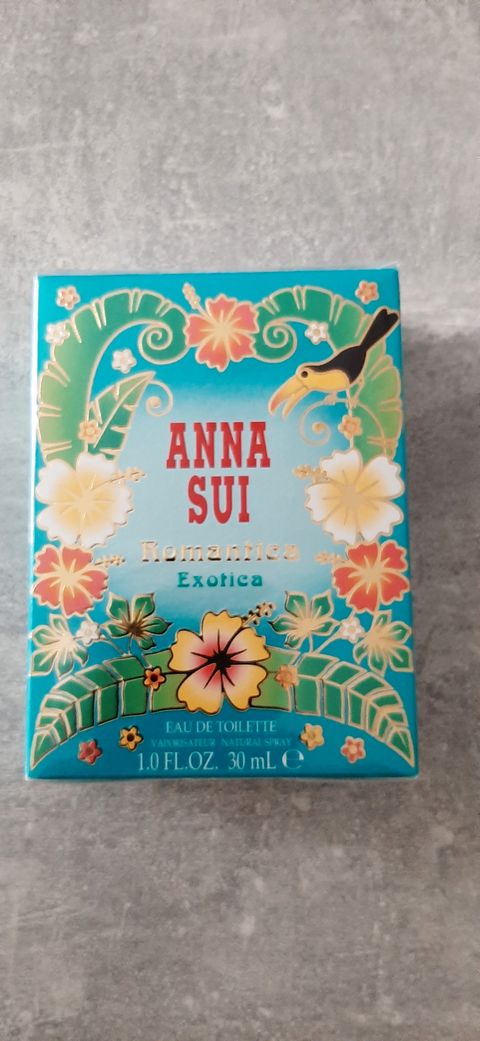 ANNA
SUI
Romantica
Exotica
EAU DE TOILETTE
VAPORISATEUR NATURAL SPRAY
1.0 FL.OZ. 30 mL ℮